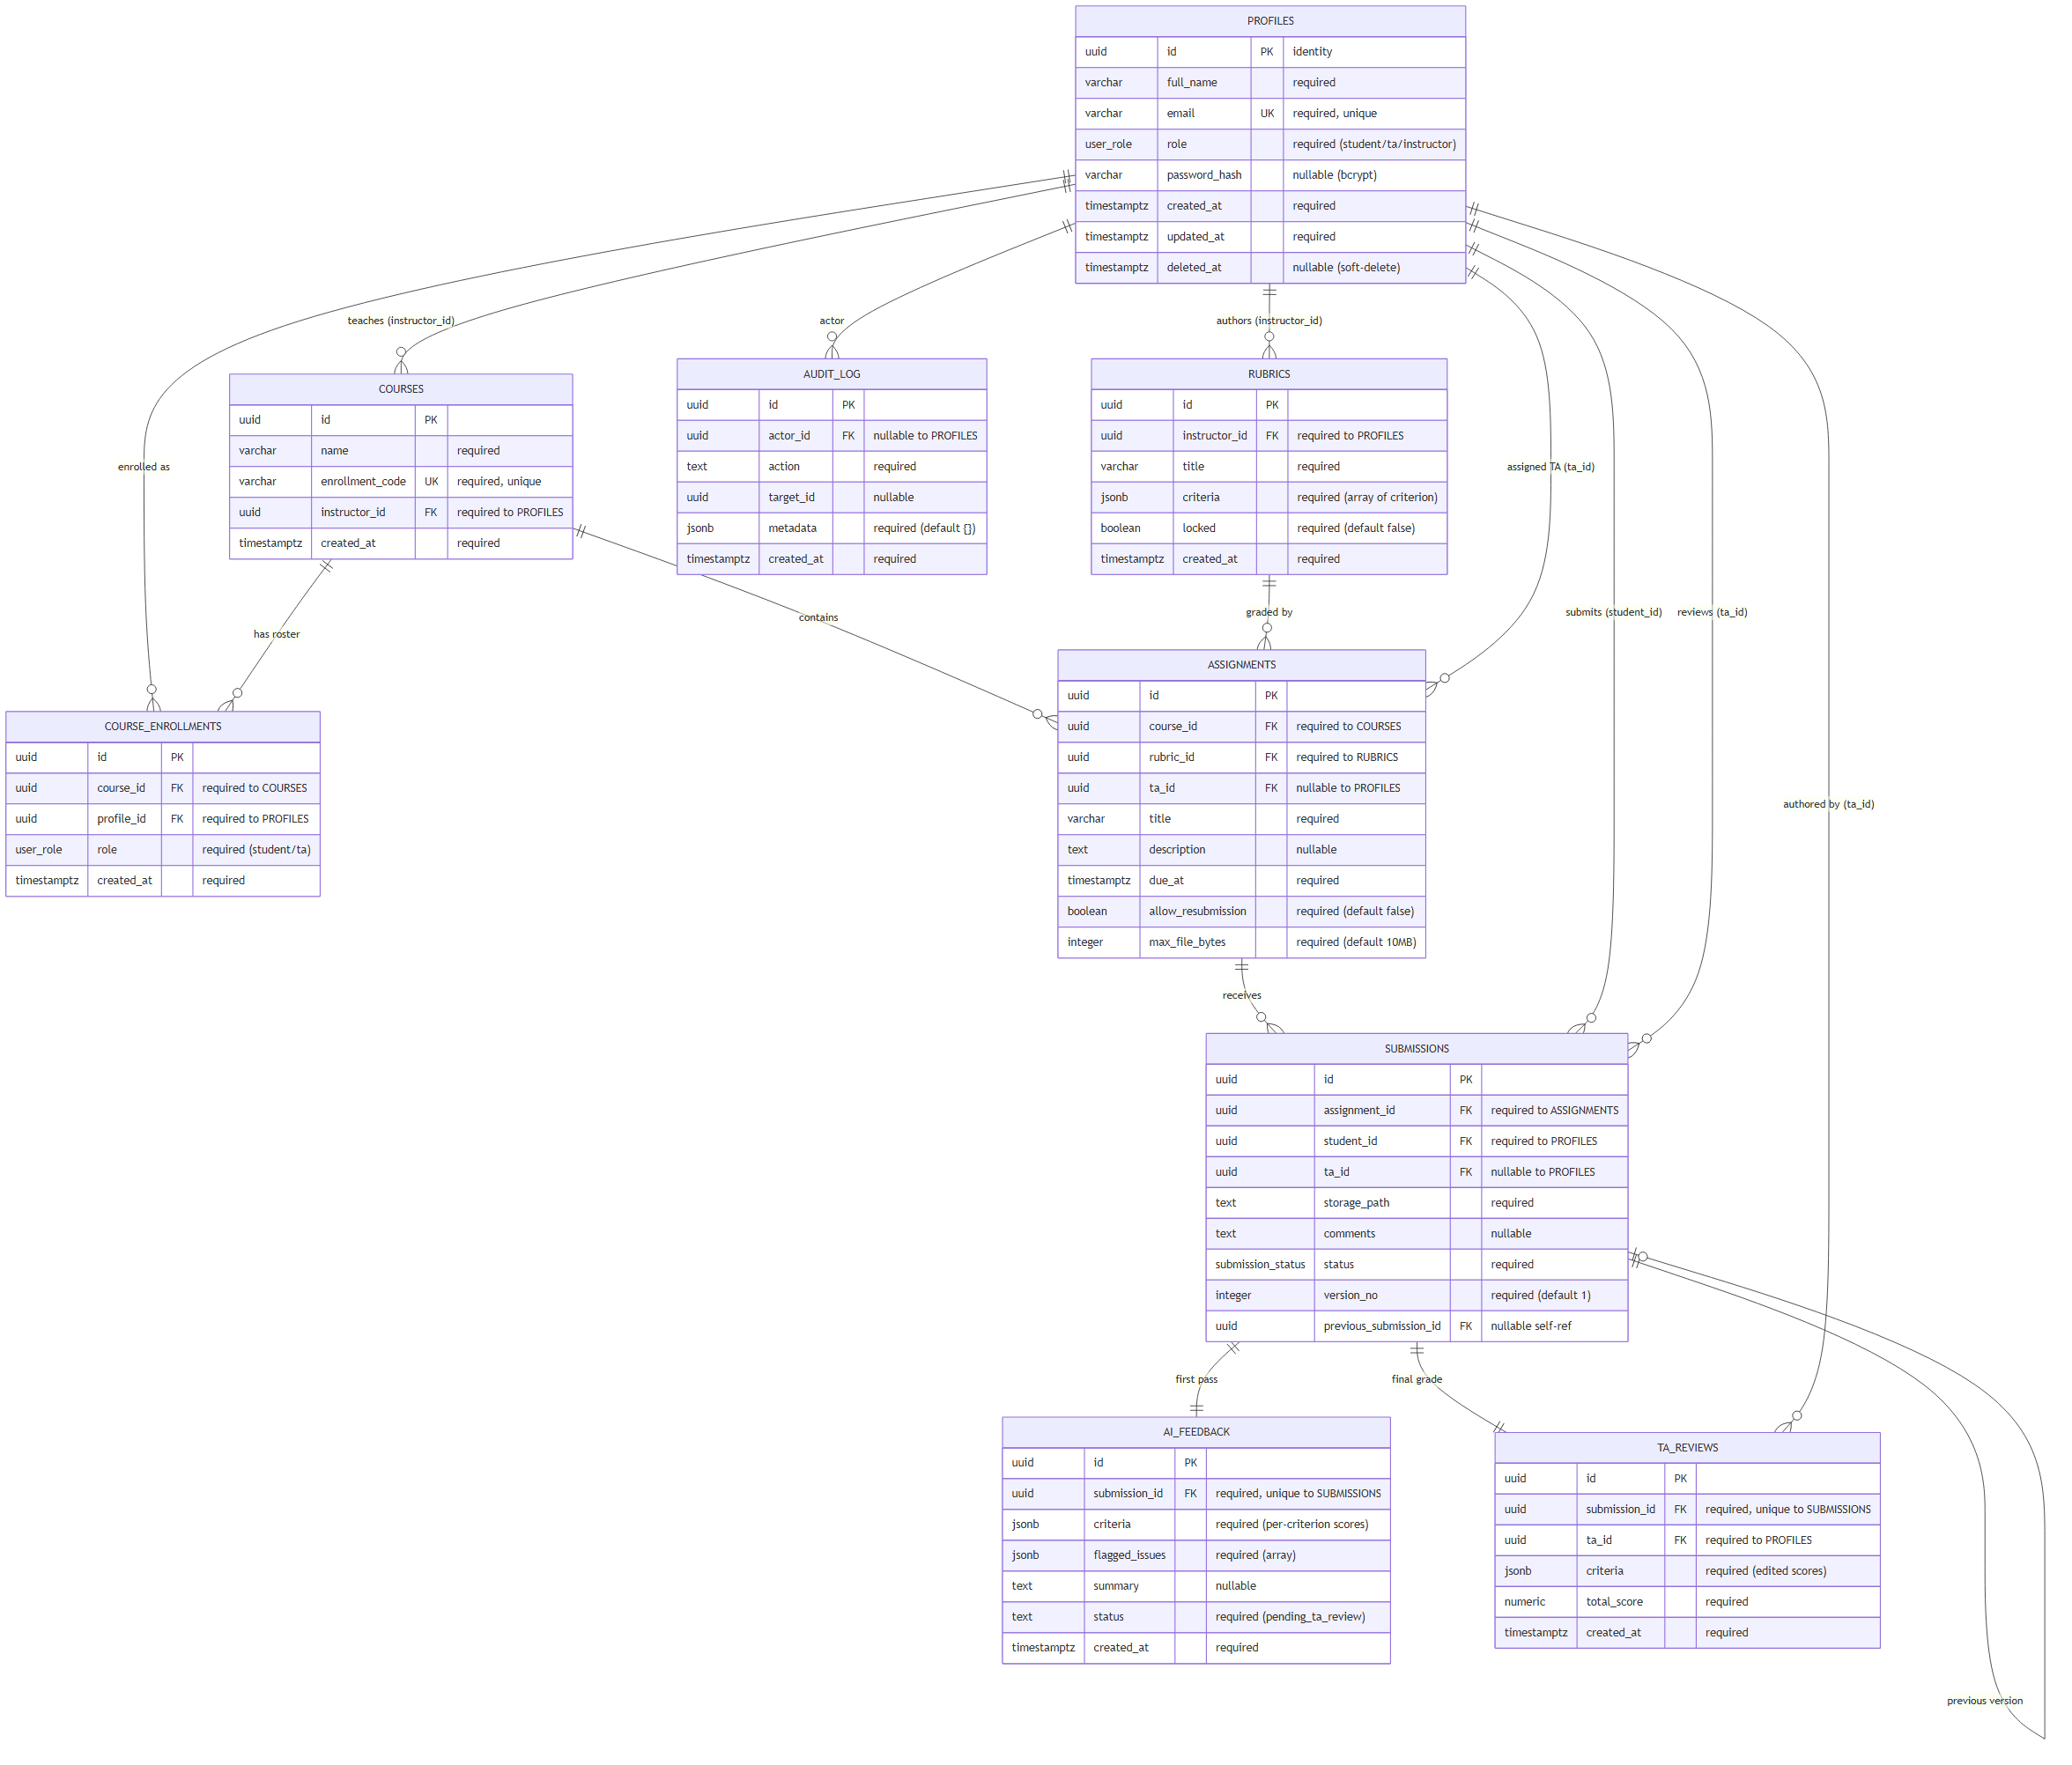 PROFILES
uuid id PK identity
varchar full_name required
varchar email UK required, unique
user_role role required (student/ta/instructor)
varchar password_hash nullable (bcrypt)
timestamptz created_at required
timestamptz updated_at required
timestamptz deleted_at nullable (soft-delete)
teaches (instructor_id)
actor
authors (instructor_id)
enrolled as
assigned TA (ta_id)
COURSES
uuid id PK
varchar name required
varchar enrollment_code UK required, unique
uuid instructor_id FK required to PROFILES
timestamptz created_at required
AUDIT_LOG
uuid id PK
uuid actor_id FK nullable to PROFILES
text action required
uuid target_id nullable
jsonb metadata required (default {})
timestamptz created_at required
RUBRICS
uuid id PK
uuid instructor_id FK required to PROFILES
varchar title required
jsonb criteria required (array of criterion)
boolean locked required (default false)
timestamptz created_at required
has roster
contains
graded by
submits (student_id)
reviews (ta_id)
COURSE_ENROLLMENTS
uuid id PK
uuid course_id FK required to COURSES
uuid profile_id FK required to PROFILES
user_role role required (student/ta)
timestamptz created_at required
ASSIGNMENTS
uuid id PK
uuid course_id FK required to COURSES
uuid rubric_id FK required to RUBRICS
uuid ta_id FK nullable to PROFILES
varchar title required
text description nullable
timestamptz due_at required
boolean allow_resubmission required (default false)
integer max_file_bytes required (default 10MB)
authored by (ta_id)
receives
SUBMISSIONS
uuid id PK
uuid assignment_id FK required to ASSIGNMENTS
uuid student_id FK required to PROFILES
uuid ta_id FK nullable to PROFILES
text storage_path required
text comments nullable
submission_status status required
integer version_no required (default 1)
uuid previous_submission_id FK nullable self-ref
first pass
final grade
AI_FEEDBACK
uuid id PK
uuid submission_id FK required, unique to SUBMISSIONS
jsonb criteria required (per-criterion scores)
jsonb flagged_issues required (array)
text summary nullable
text status required (pending_ta_review)
timestamptz created_at required
TA_REVIEWS
uuid id PK
uuid submission_id FK required, unique to SUBMISSIONS
uuid ta_id FK required to PROFILES
jsonb criteria required (edited scores)
numeric total_score required
timestamptz created_at required
previous version